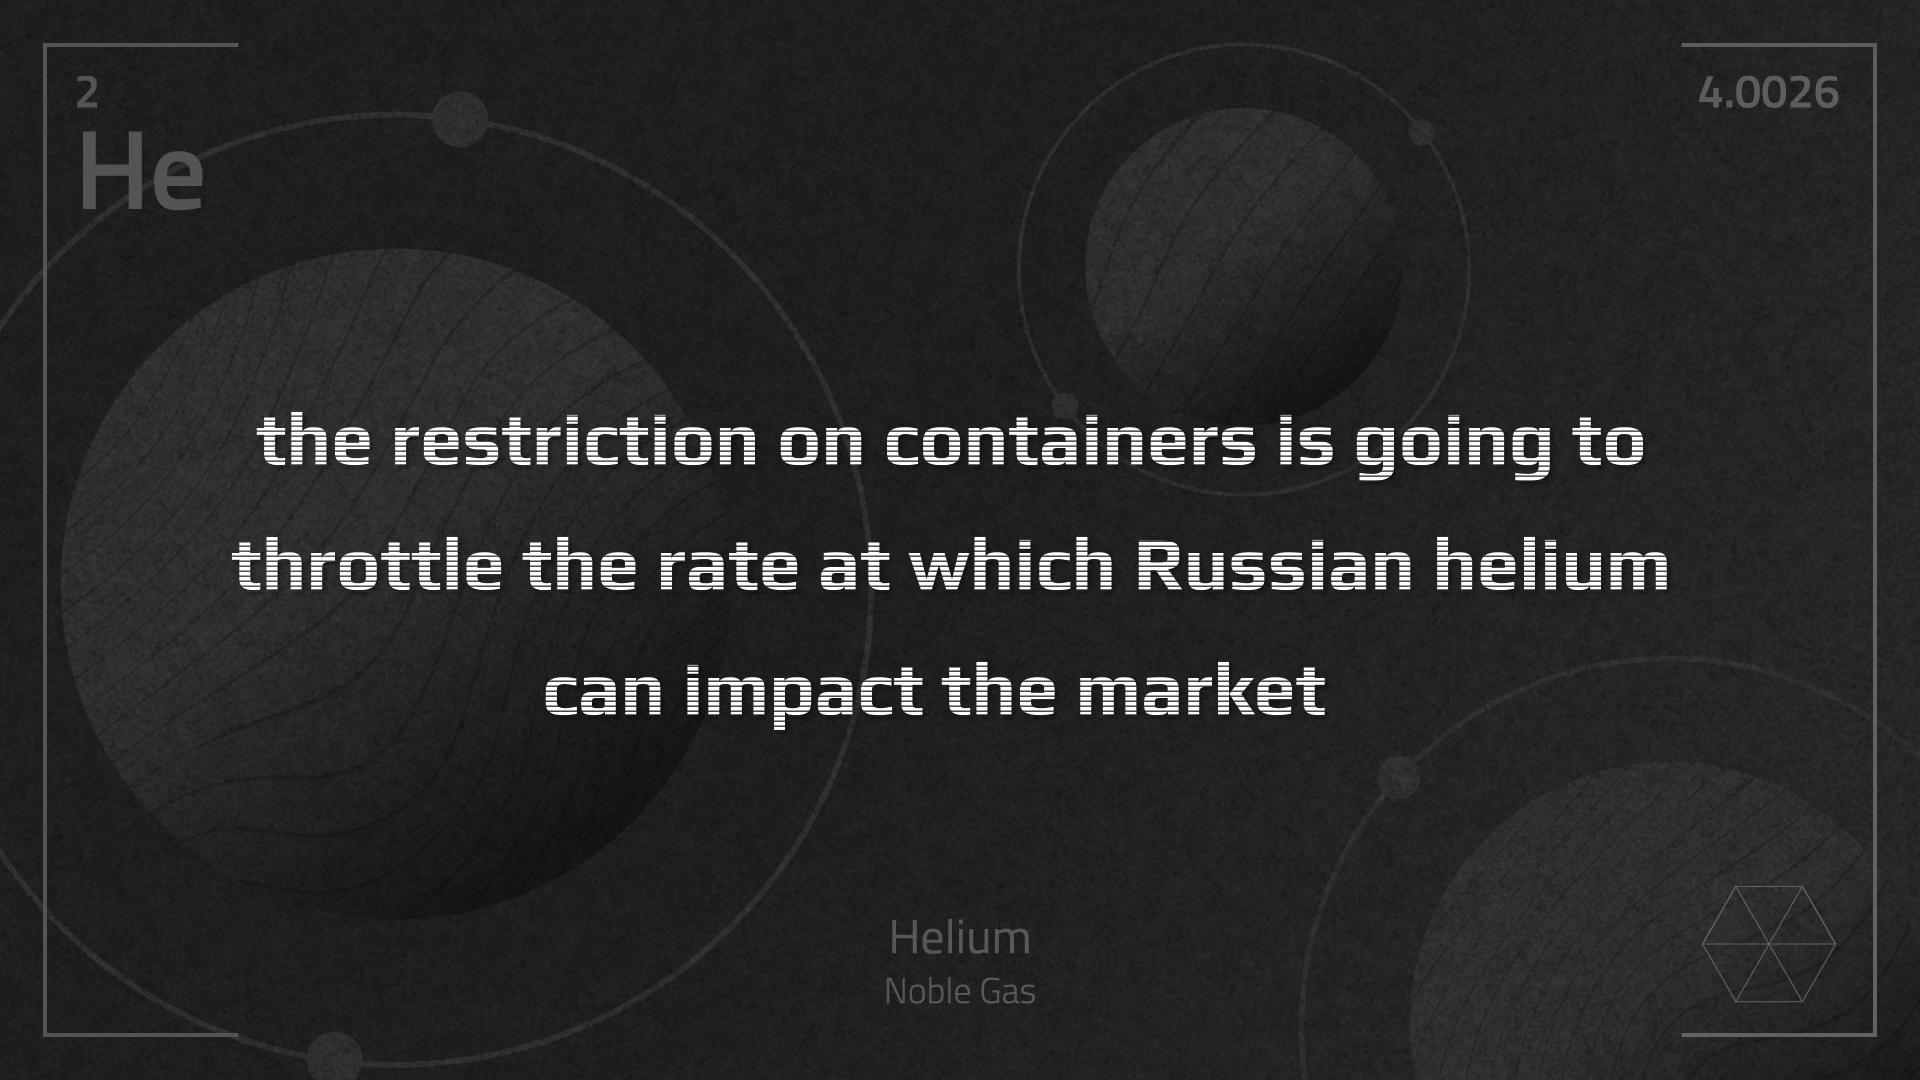 2
4.0026
He
the restriction on containers is going to
throttle the rate at which Russian helium
can impact the market
Helium
Noble Gas